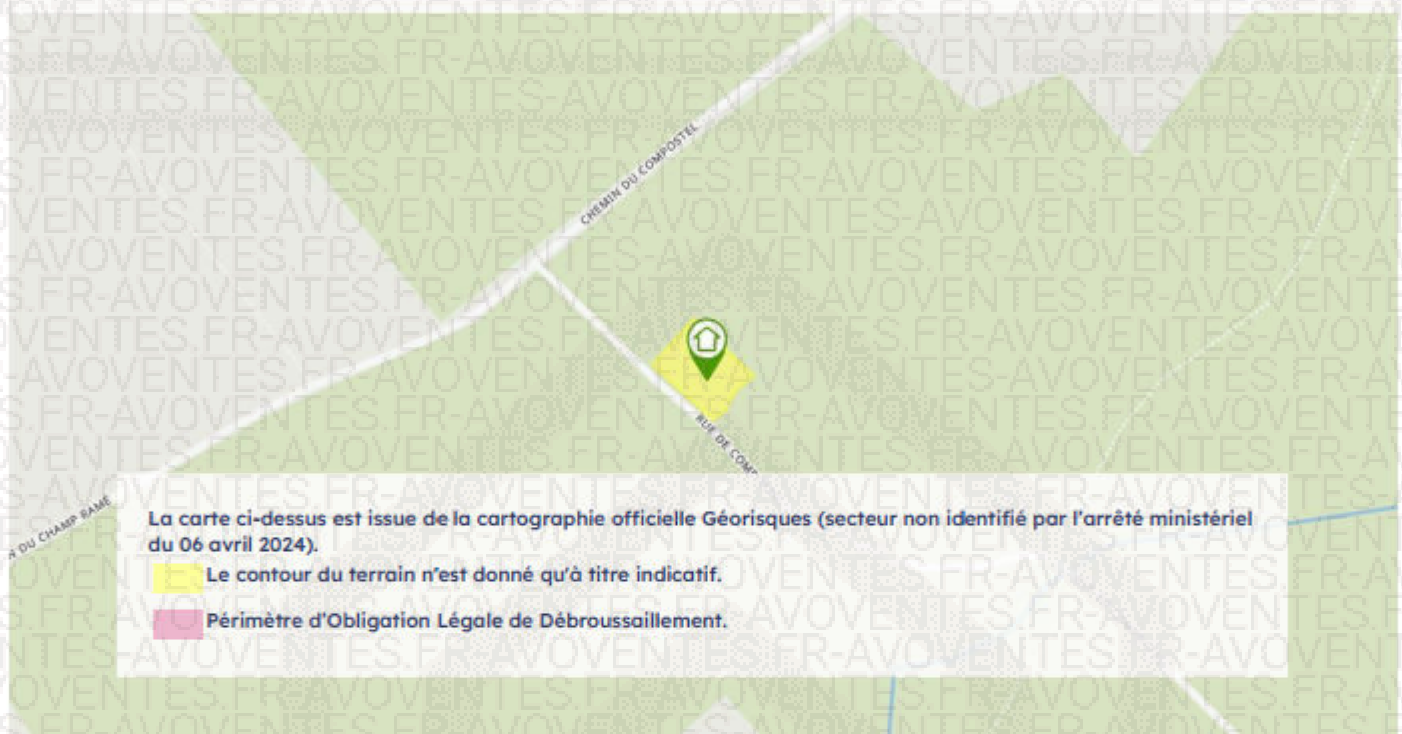 CHEMIN DU COMPOSTEL
RUE DE COMP
N DU CHAMP RAMÉ
La carte ci-dessus est issue de la cartographie officielle Géorisques (secteur non identifié par l'arrêté ministériel
du 06 avril 2024).
Le contour du terrain n'est donné qu'à titre indicatif.
Périmètre d'Obligation Légale de Débroussaillement.
AVOVENTES.FR